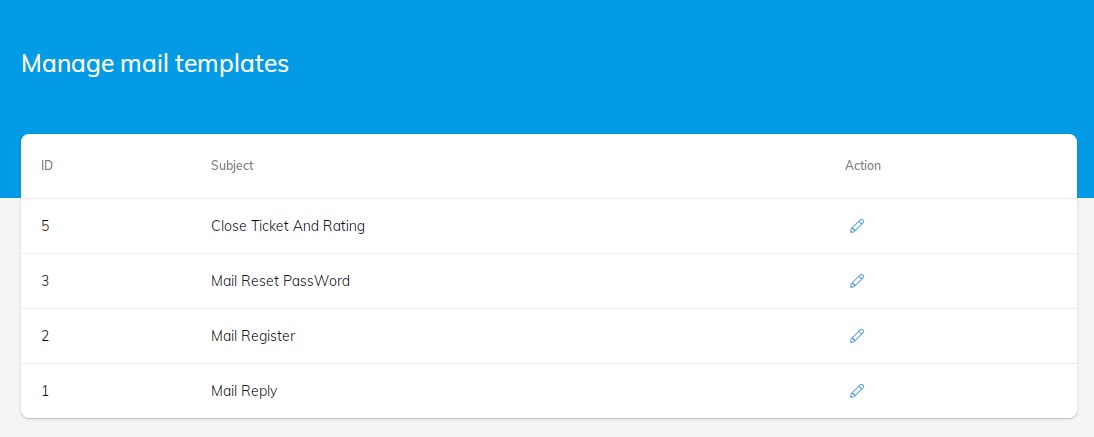 Manage mail templates
ID Subject Action
5 Close Ticket And Rating
3 Mail Reset PassWord
2 Mail Register
1 Mail Reply